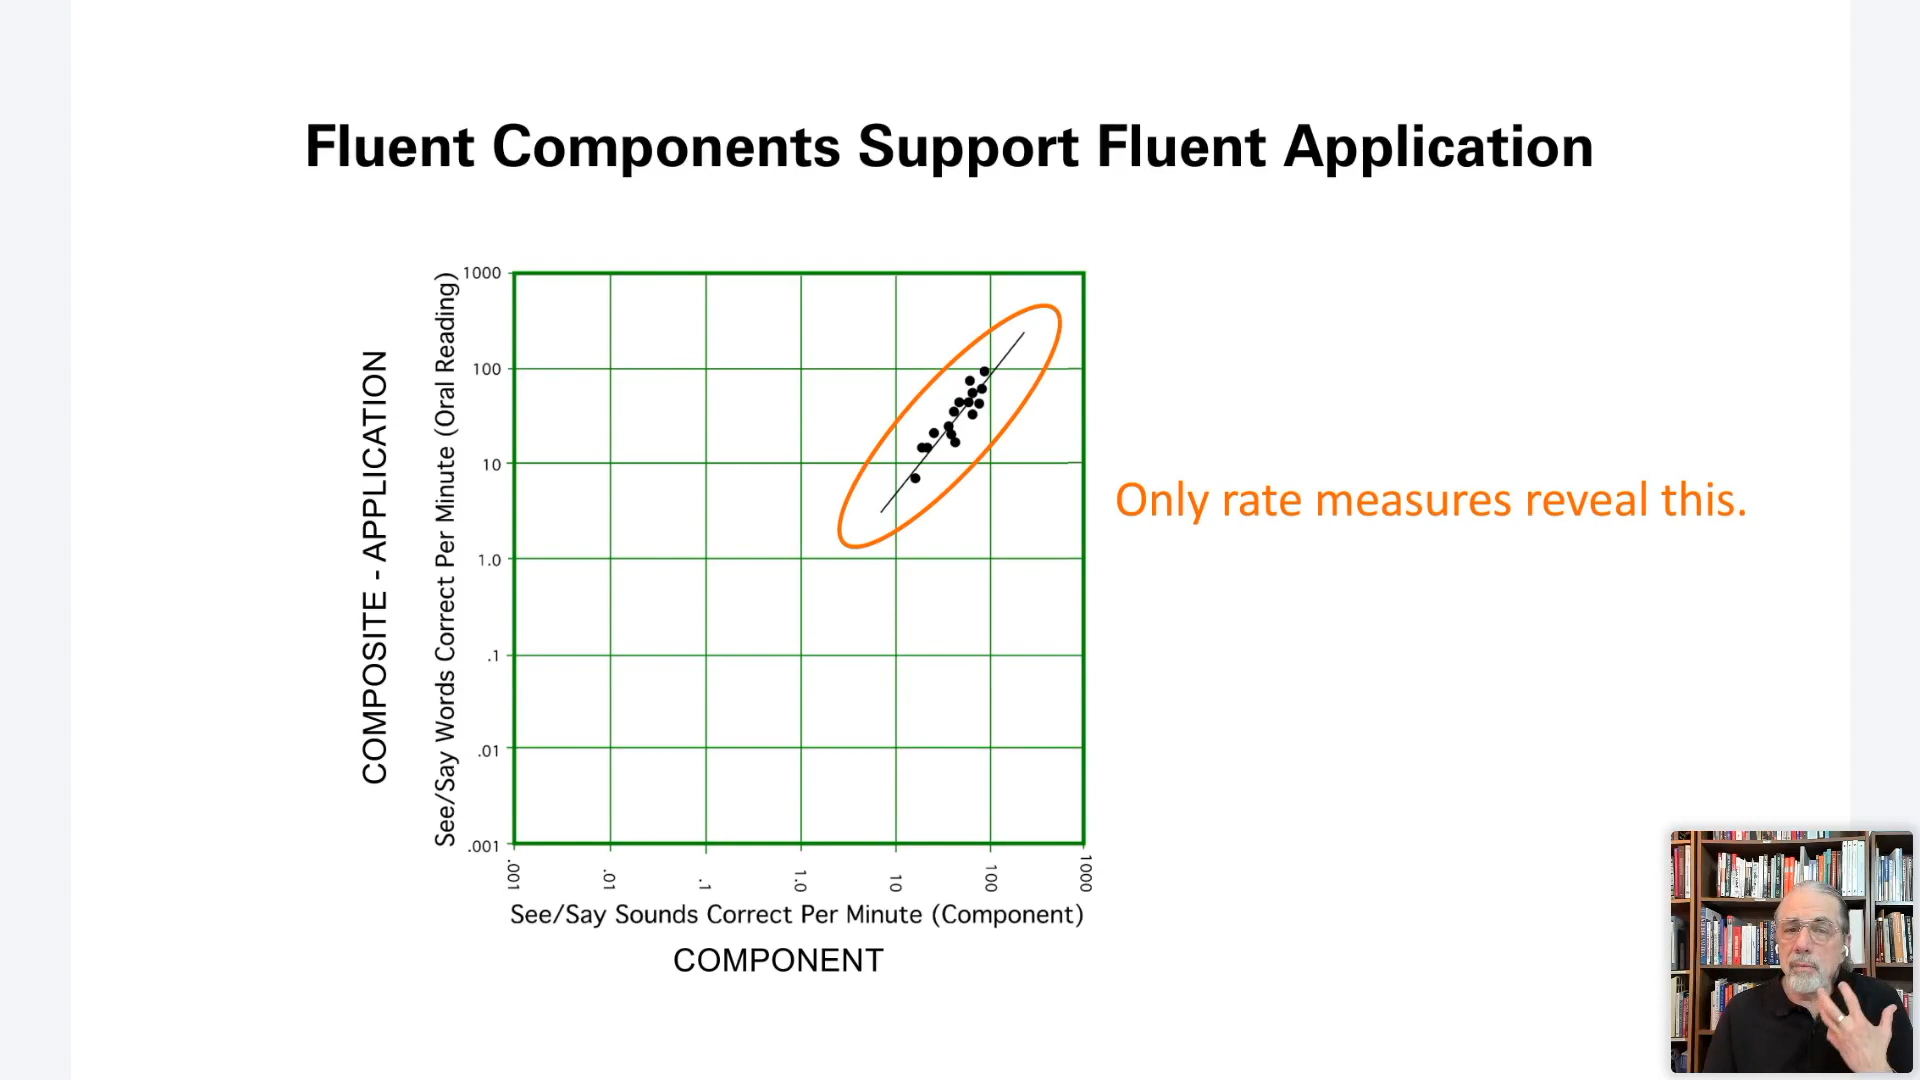 Fluent Components Support Fluent Application
COMPOSITE - APPLICATION
See/Say Words Correct Per Minute (Oral Reading)
1000
100
10
1.0
.1
.01
.001
.001
.01
.1
1.0
10
100
1000
See/Say Sounds Correct Per Minute (Component)
COMPONENT
Only rate measures reveal this.